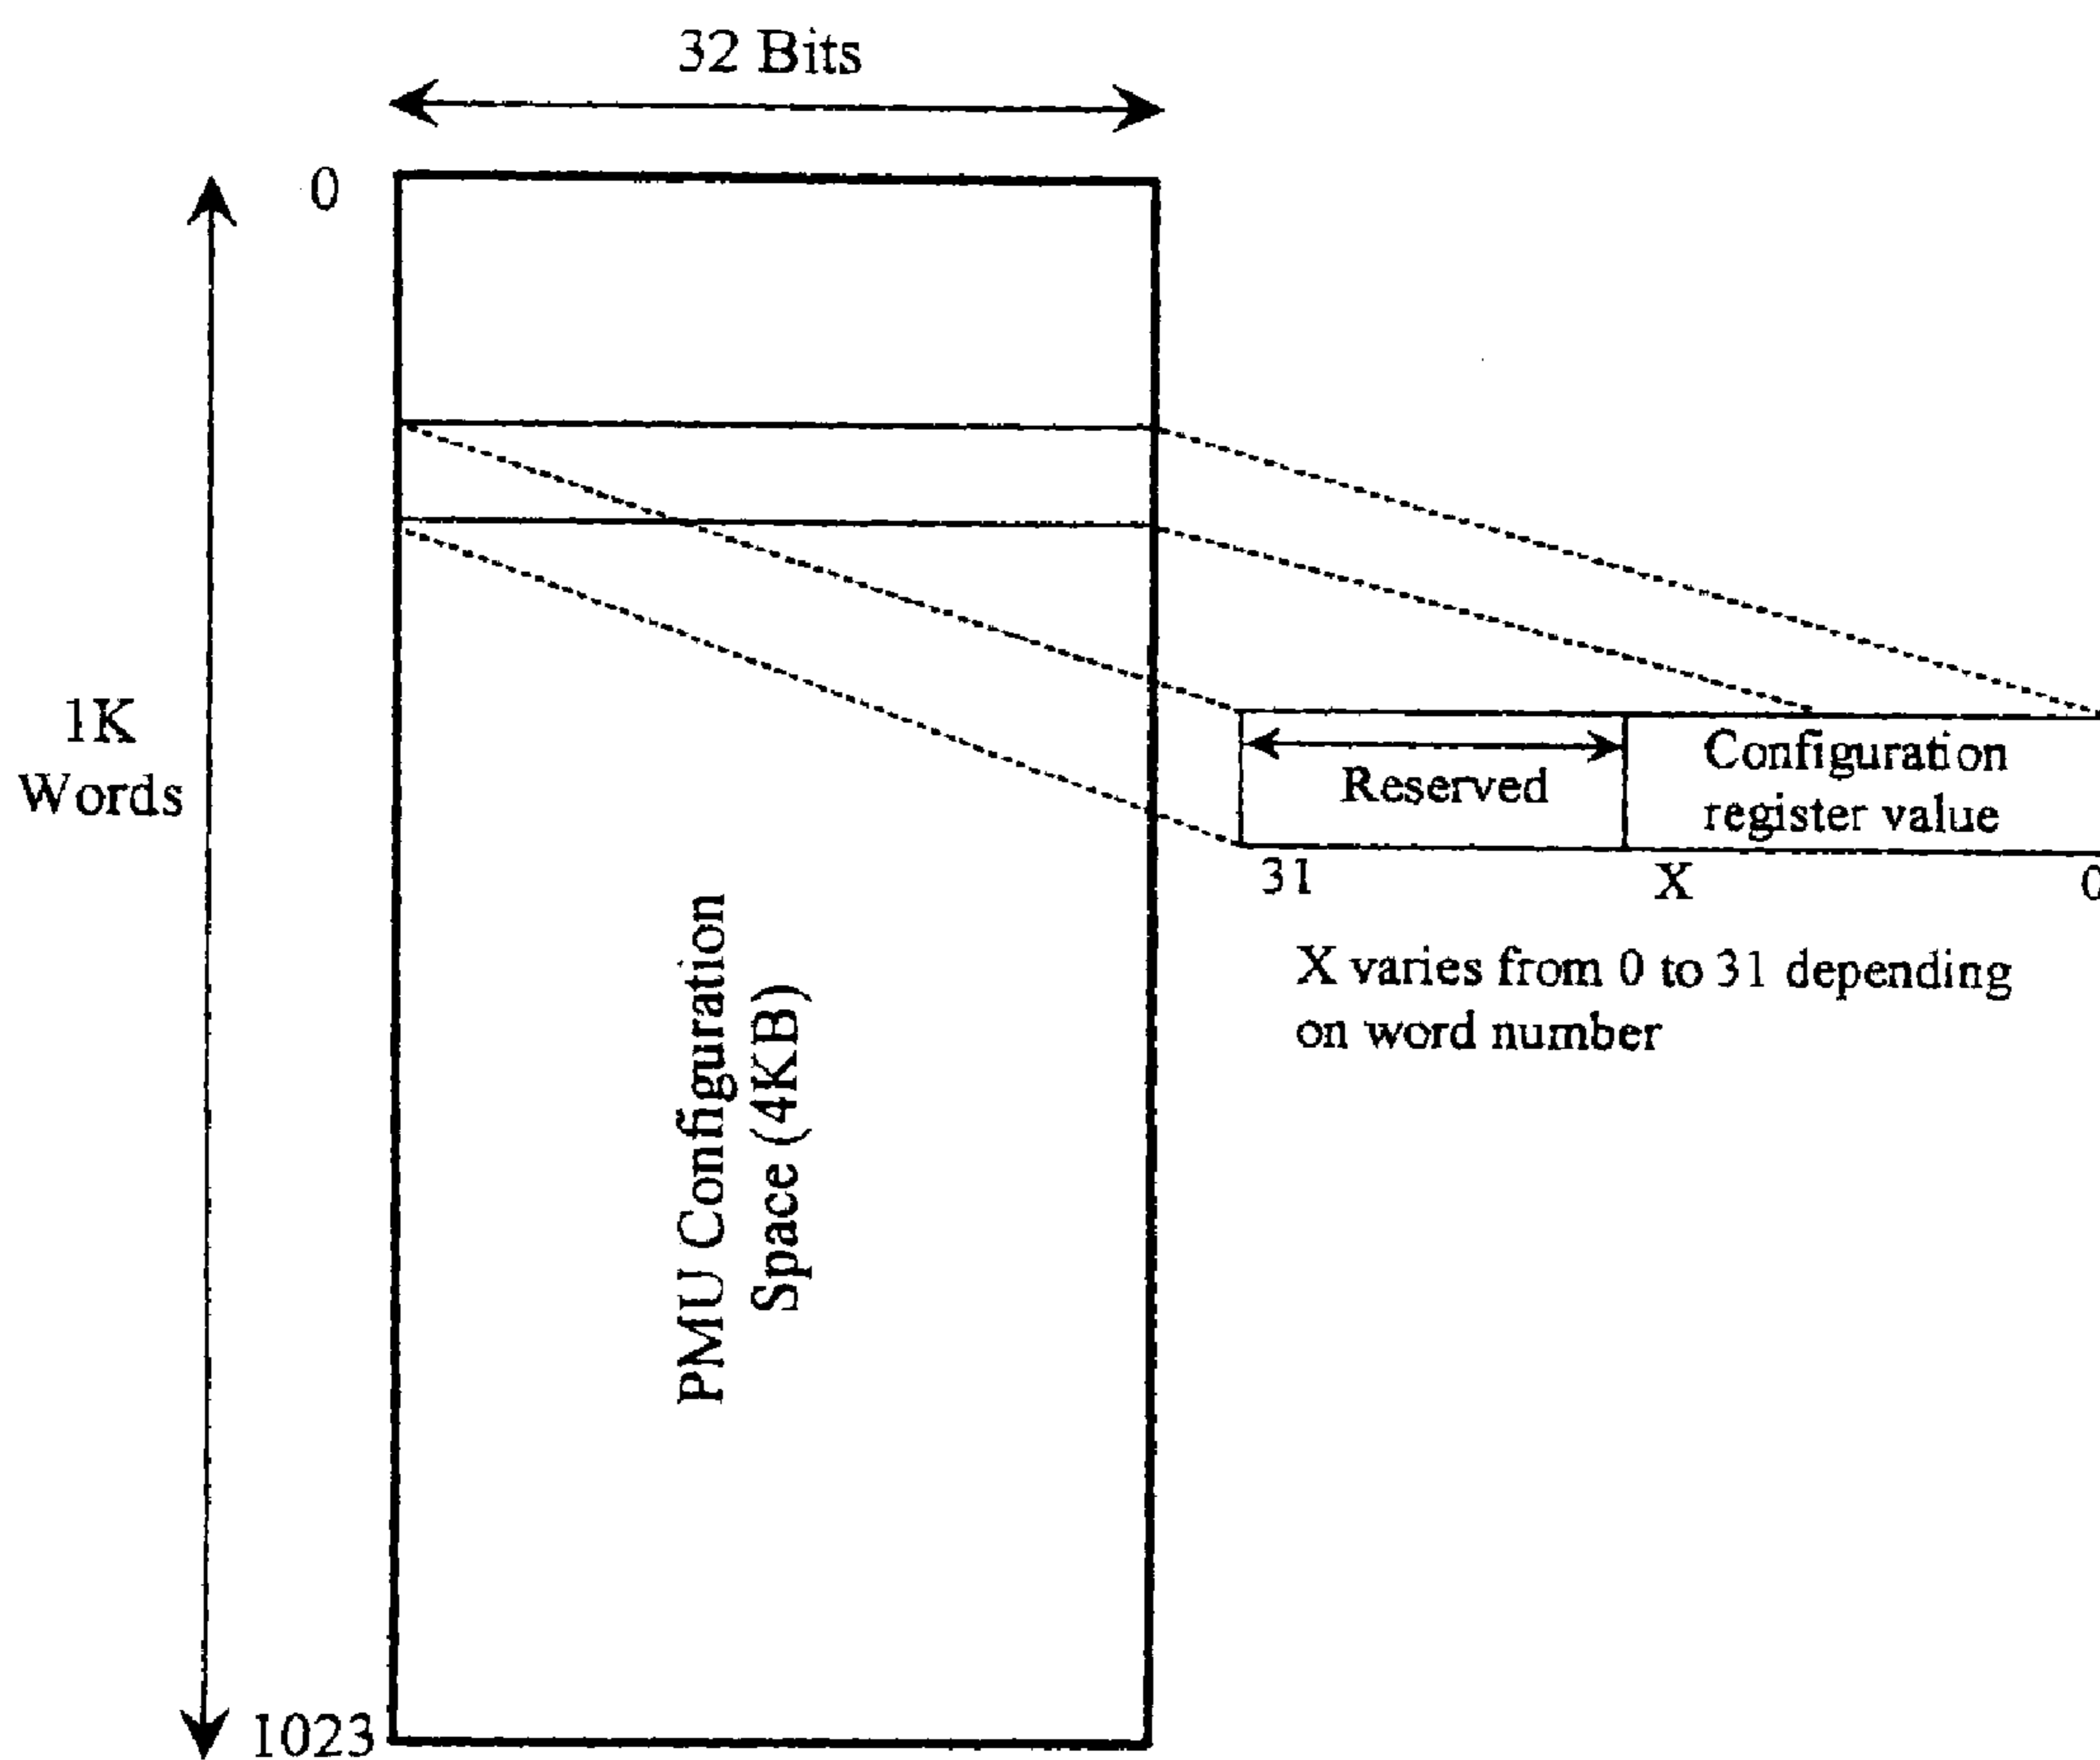 32 Bits
0
1K
Words
Reserved
Configuration
register value
31
X
0
X varies from 0 to 31 depending
on word number
PMU Configuration
Space (4KB)
1023